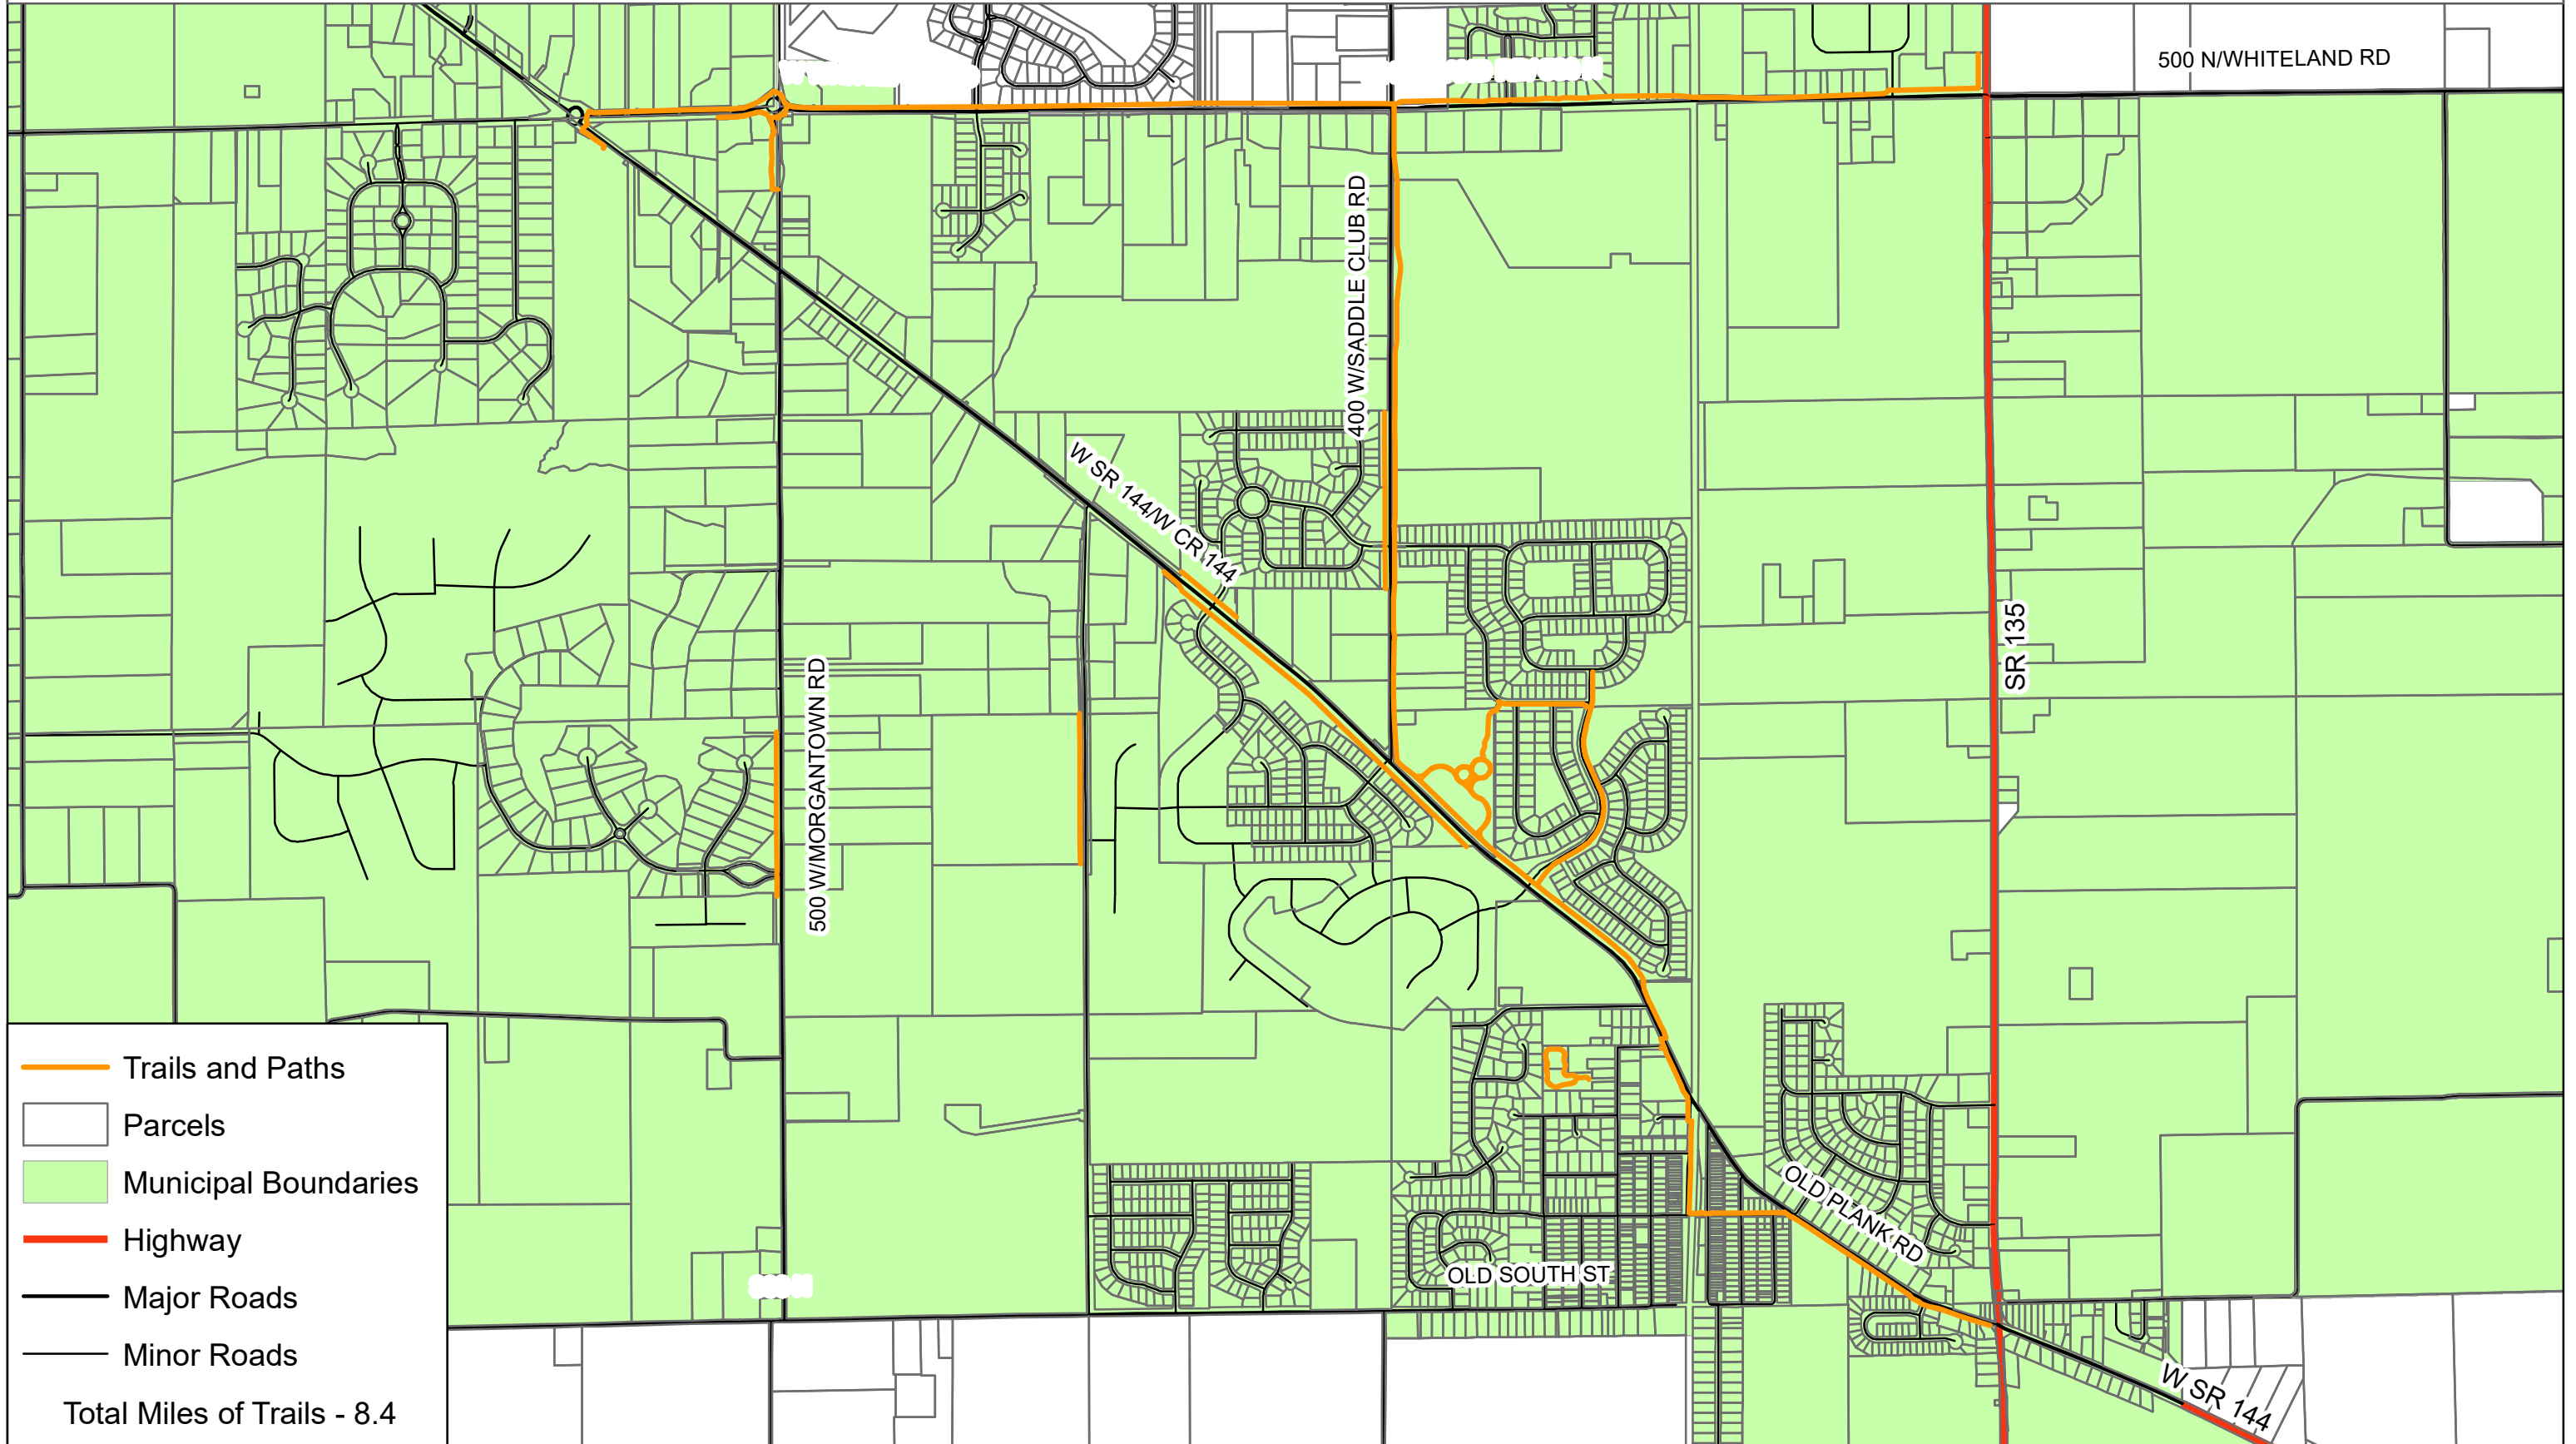 500 N/WHITELAND RD
400 W/SADDLE CLUB RD
W SR 144/W CR 144
SR 135
500 W/MORGANTOWN RD
OLD PLANK RD
OLD SOUTH ST
W SR 144
Trails and Paths
Parcels
Municipal Boundaries
Highway
Major Roads
Minor Roads
Total Miles of Trails - 8.4